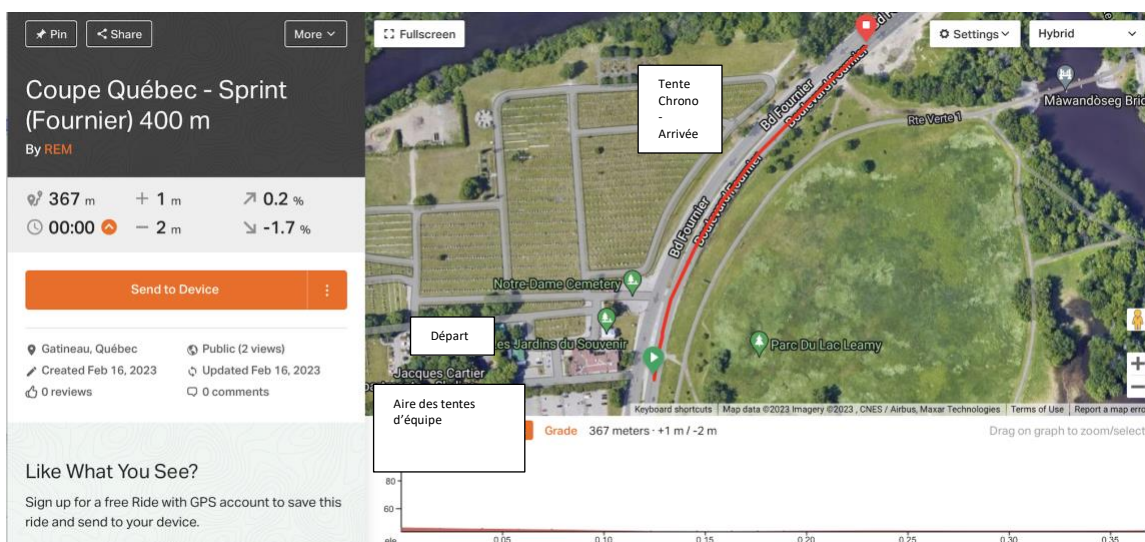 Pin
Share
More
Coupe Québec - Sprint
(Fournier) 400 m
By REM
367 m + 1 m 0.2 %
00:00 − 2 m -1.7 %
Send to Device
Gatineau, Québec Public (2 views)
Created Feb 16, 2023 Updated Feb 16, 2023
0 reviews 0 comments
Like What You See?
Sign up for a free Ride with GPS account to save this
ride and send to your device.
Fullscreen
Settings
Hybrid
Tente
Chrono
-
Arrivée
Bd Fournier
Boulevard Fournier
Màwandòseg Brid
Rte Verte 1
Bd Fournier
Boulevard Fournier
Notre-Dame Cemetery
Départ
es Jardins du Souvenir
Parc Du Lac Leamy
Jacques Cartier
Aire des tentes
d'équipe
Keyboard shortcuts Map data ©2023 Imagery ©2023 , CNES / Airbus, Maxar Technologies Terms of Use Report a map erro
Grade 367 meters · +1 m / -2 m
Drag on graph to zoom/select
80
60
ele 0.05 0.10 0.15 0.20 0.25 0.30 0.35